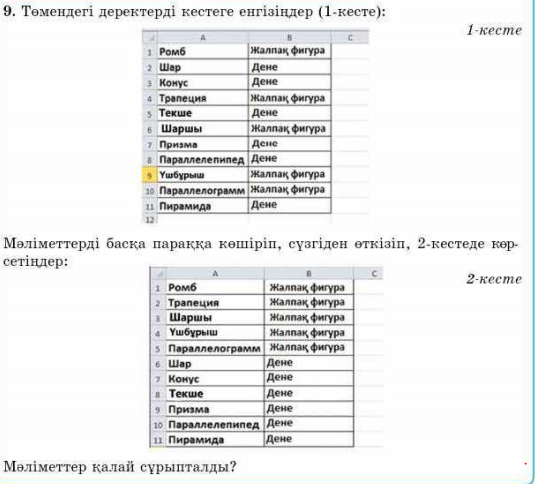 9. Төмендегі деректерді кестеге енгізіңдер (1-кесте):
1-кесте
A B C
1 Ромб Жалпақ фигура
2 Шар Дене
3 Конус Дене
4 Трапеция Жалпақ фигура
5 Текше Дене
6 Шаршы Жалпақ фигура
7 Призма Дене
8 Параллелепипед Дене
9 Үшбұрыш Жалпақ фигура
10 Параллелограмм Жалпақ фигура
11 Пирамида Дене
12
Мәліметтерді басқа параққа көшіріп, сүзгіден өткізіп, 2-кестеде көр-
сетіңдер:
2-кесте
A B C
1 Ромб Жалпақ фигура
2 Трапеция Жалпақ фигура
3 Шаршы Жалпақ фигура
4 Үшбұрыш Жалпақ фигура
5 Параллелограмм Жалпақ фигура
6 Шар Дене
7 Конус Дене
8 Текше Дене
9 Призма Дене
10 Параллелепипед Дене
11 Пирамида Дене
Мәліметтер қалай сұрыпталды?